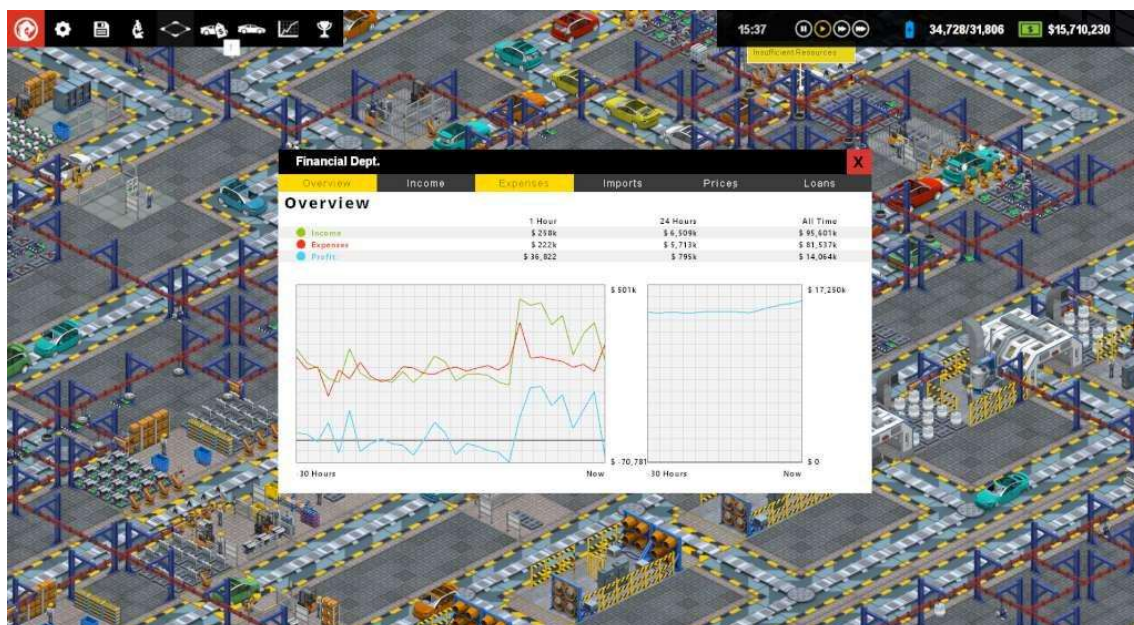 15:37
34,728/31,806
$15,710,230
1
Insufficient Resources
Financial Dept.
X
Overview Income Expenses Imports Prices Loans
Overview
1 Hour 24 Hours All Time
Income $ 258k $ 6,509k $ 95,601k
Expenses $ 222k $ 5,713k $ 81,537k
Profit: $ 36,822 $ 795k $ 14,064k
$ 501k $ 17,250k
$ -70,781 $ 0
30 Hours Now 30 Hours Now